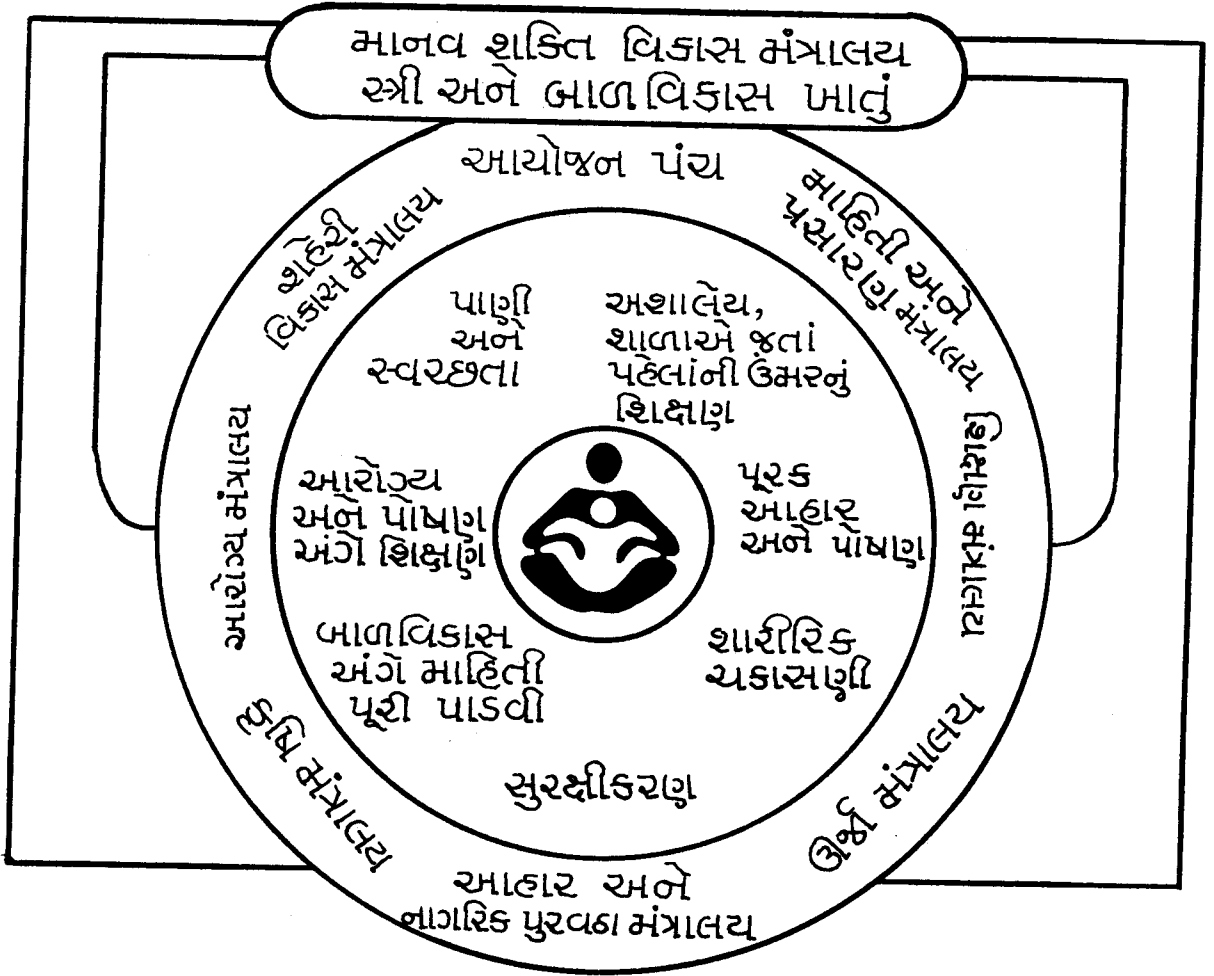 માનવ શક્તિ વિકાસ મંત્રાલય
સ્ત્રી અને બાળવિકાસ ખાતું
આયોજન પંચ
માહિતી અને
પ્રસારણ મંત્રાલય
શિક્ષણ મંત્રાલય
ઊર્જા મંત્રાલય
આહાર અને
નાગરિક પુરવઠા મંત્રાલય
કૃષિ મંત્રાલય
આરોગ્ય મંત્રાલય
શહેરી
વિકાસ મંત્રાલય
પાણી
અને
સ્વચ્છતા
અશાલેય,
શાળાએ જતાં
પહેલાંની ઉંમરનું
શિક્ષણ
પૂરક
આહાર
અને પોષણ
શારીરિક
ચકાસણી
સુરક્ષીકરણ
બાળવિકાસ
અંગે માહિતી
પૂરી પાડવી
આરોગ્ય
અને પોષણ
અંગે શિક્ષણ